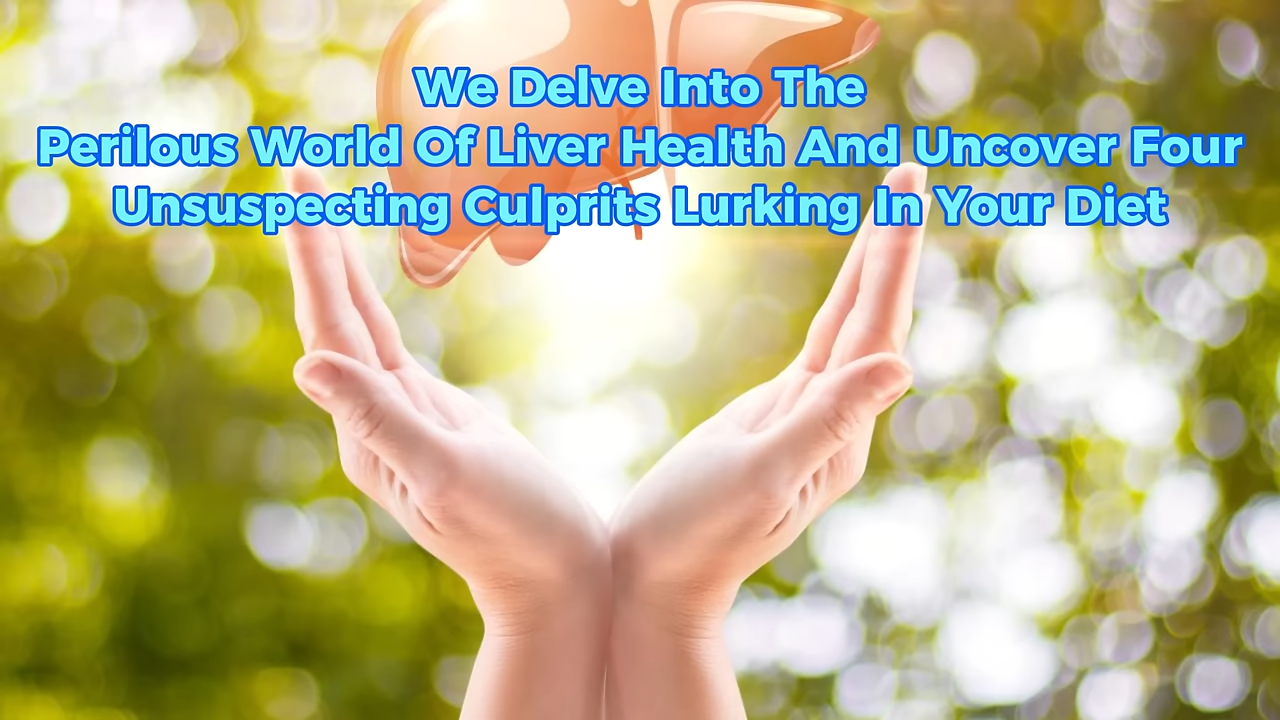 We Delve Into The
Perilous World Of Liver Health And Uncover Four
Unsuspecting Culprits Lurking In Your Diet